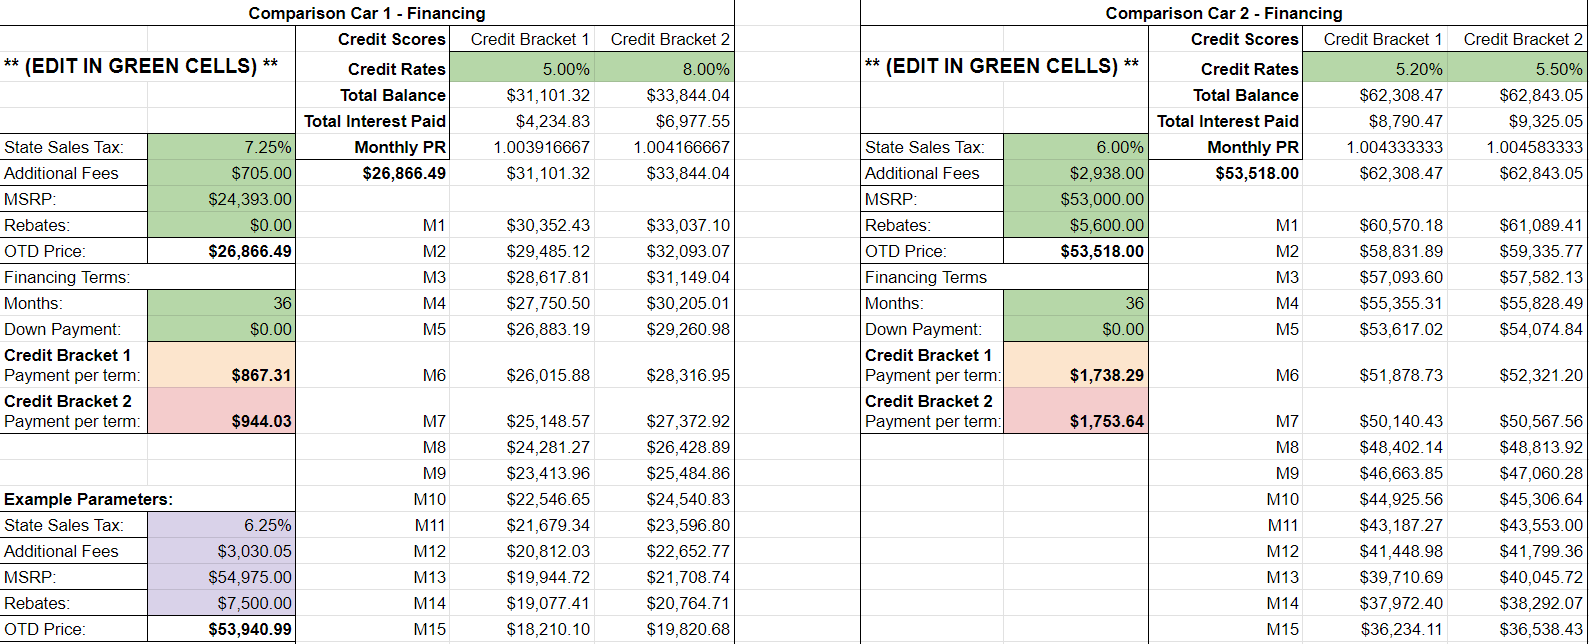 Comparison Car 1 - Financing Comparison Car 2 - Financing
Credit Scores Credit Bracket 1 Credit Bracket 2 Credit Scores Credit Bracket 1 Credit Bracket 2
** (EDIT IN GREEN CELLS) ** Credit Rates 5.00% 8.00% ** (EDIT IN GREEN CELLS) ** Credit Rates 5.20% 5.50%
Total Balance $31,101.32 $33,844.04 Total Balance $62,308.47 $62,843.05
Total Interest Paid $4,234.83 $6,977.55 Total Interest Paid $8,790.47 $9,325.05
State Sales Tax: 7.25% Monthly PR 1.003916667 1.004166667 State Sales Tax: 6.00% Monthly PR 1.004333333 1.004583333
Additional Fees $705.00 $26,866.49 $31,101.32 $33,844.04 Additional Fees $2,938.00 $53,518.00 $62,308.47 $62,843.05
MSRP: $24,393.00 MSRP: $53,000.00
Rebates: $0.00 M1 $30,352.43 $33,037.10 Rebates: $5,600.00 M1 $60,570.18 $61,089.41
OTD Price: $26,866.49 M2 $29,485.12 $32,093.07 OTD Price: $53,518.00 M2 $58,831.89 $59,335.77
Financing Terms: M3 $28,617.81 $31,149.04 Financing Terms M3 $57,093.60 $57,582.13
Months: 36 M4 $27,750.50 $30,205.01 Months: 36 M4 $55,355.31 $55,828.49
Down Payment: $0.00 M5 $26,883.19 $29,260.98 Down Payment: $0.00 M5 $53,617.02 $54,074.84
Credit Bracket 1 Credit Bracket 1
Payment per term: $867.31 M6 $26,015.88 $28,316.95 Payment per term: $1,738.29 M6 $51,878.73 $52,321.20
Credit Bracket 2 Credit Bracket 2
Payment per term: $944.03 M7 $25,148.57 $27,372.92 Payment per term: $1,753.64 M7 $50,140.43 $50,567.56
M8 $24,281.27 $26,428.89 M8 $48,402.14 $48,813.92
M9 $23,413.96 $25,484.86 M9 $46,663.85 $47,060.28
Example Parameters: M10 $22,546.65 $24,540.83 M10 $44,925.56 $45,306.64
State Sales Tax: 6.25% M11 $21,679.34 $23,596.80 M11 $43,187.27 $43,553.00
Additional Fees $3,030.05 M12 $20,812.03 $22,652.77 M12 $41,448.98 $41,799.36
MSRP: $54,975.00 M13 $19,944.72 $21,708.74 M13 $39,710.69 $40,045.72
Rebates: $7,500.00 M14 $19,077.41 $20,764.71 M14 $37,972.40 $38,292.07
OTD Price: $53,940.99 M15 $18,210.10 $19,820.68 M15 $36,234.11 $36,538.43